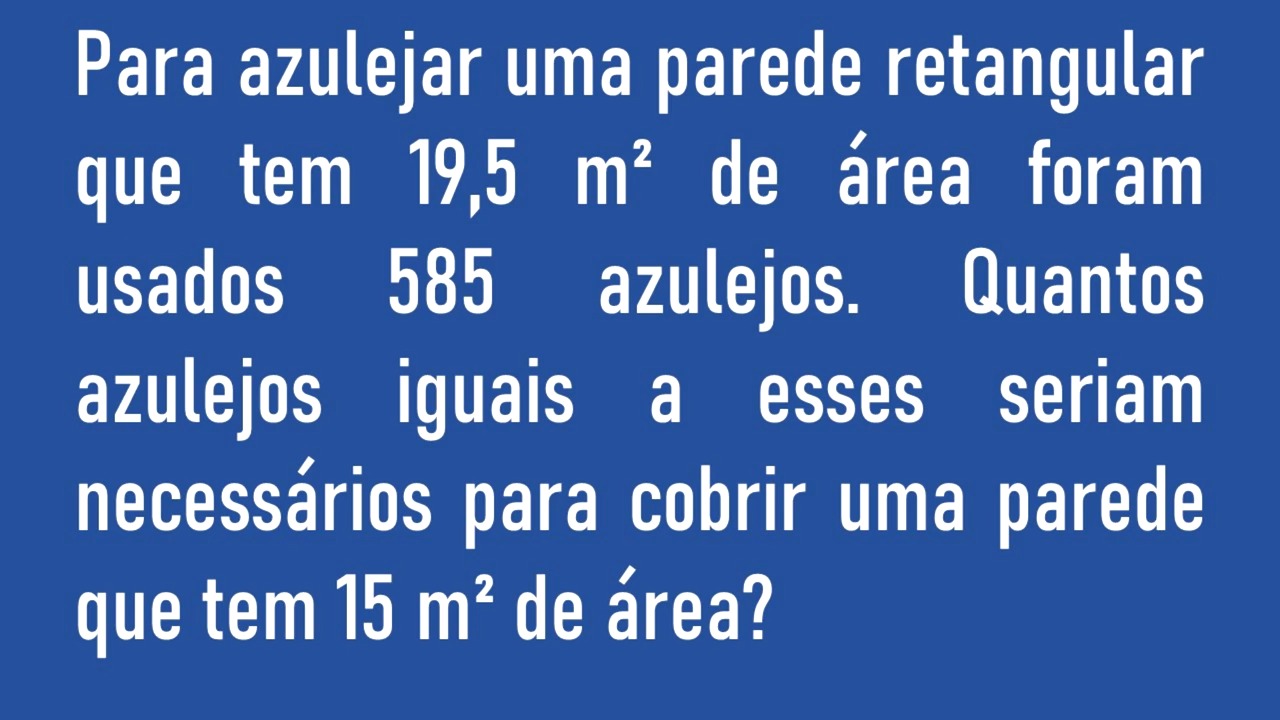 Para azulejar uma parede retangular
que tem 19,5 m² de área foram
usados 585 azulejos. Quantos
azulejos iguais a esses seriam
necessários para cobrir uma parede
que tem 15 m² de área?